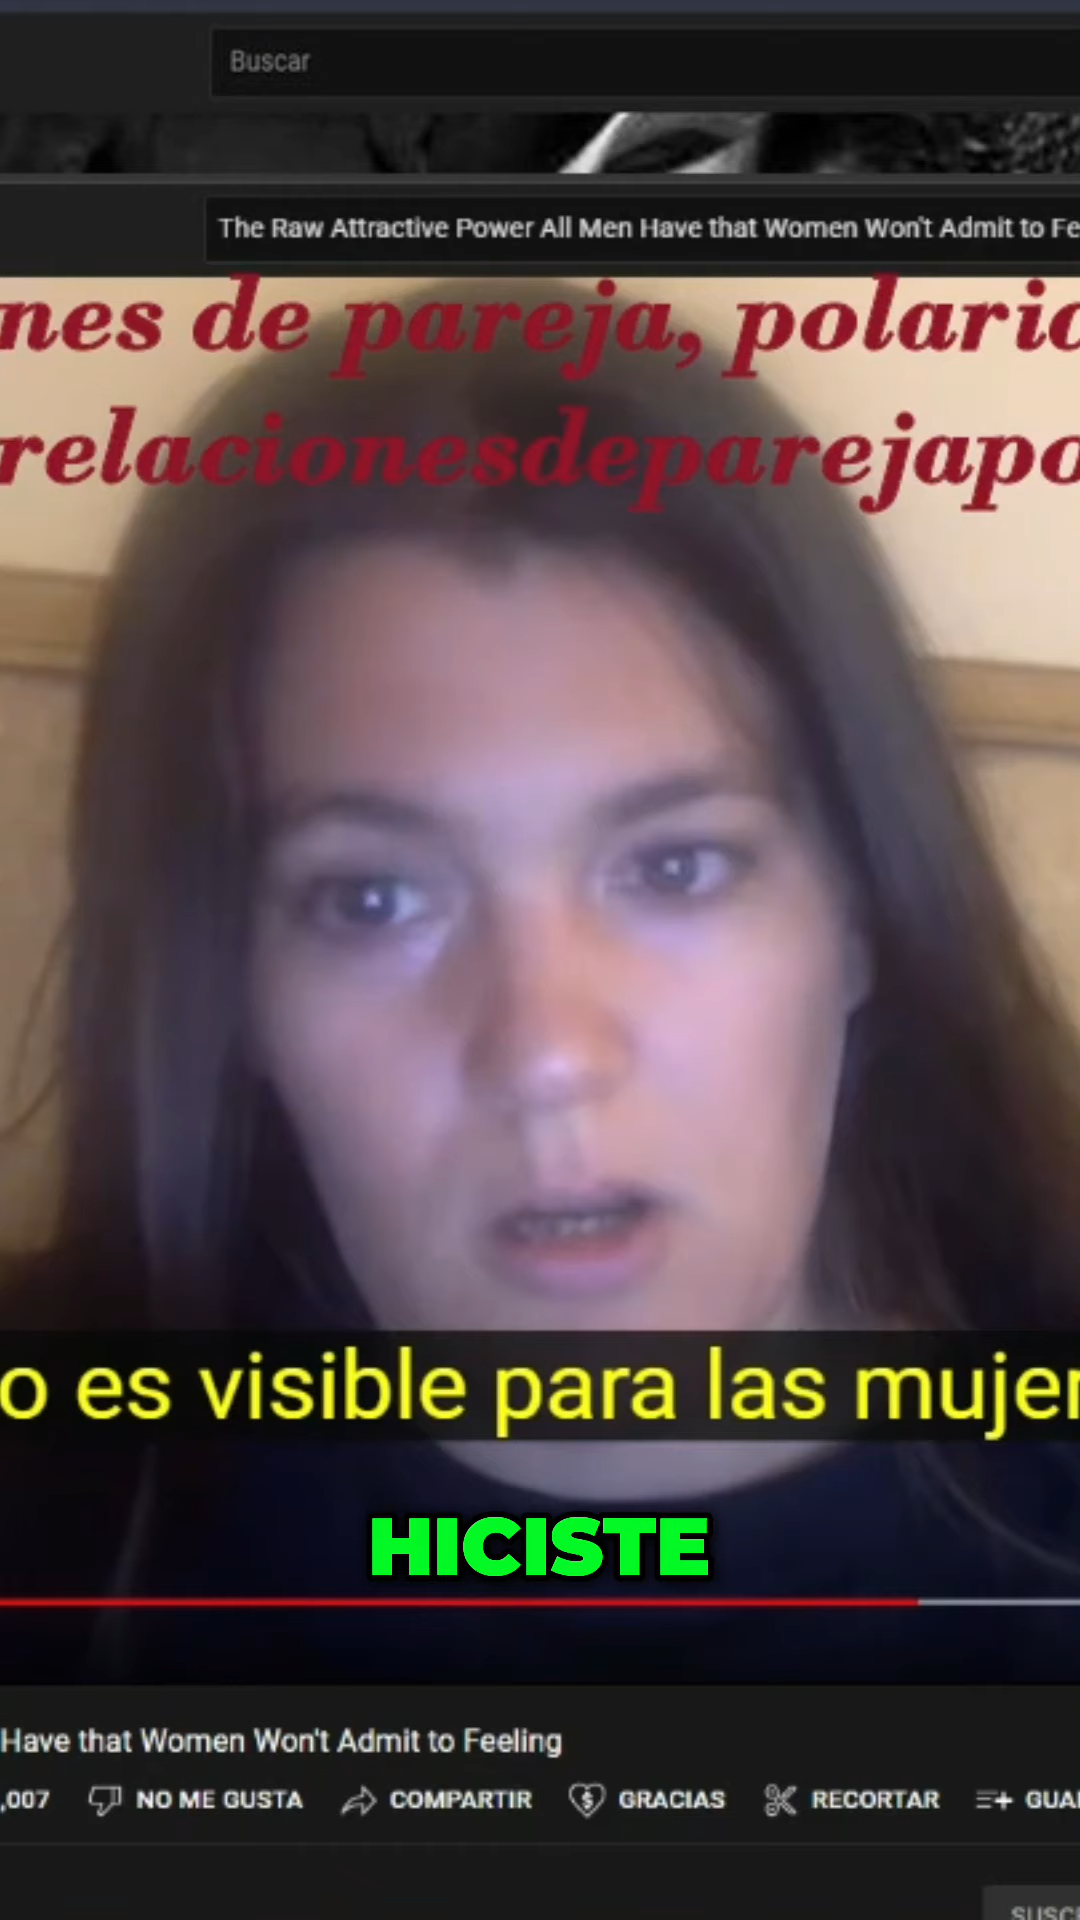 Buscar
The Raw Attractive Power All Men Have that Women Won't Admit to Fe
nes de pareja, polari
relacionesdeparejapo
o es visible para las mujer
HICISTE
Have that Women Won't Admit to Feeling
,007 NO ME GUSTA COMPARTIR GRACIAS RECORTAR GUA
SUSC